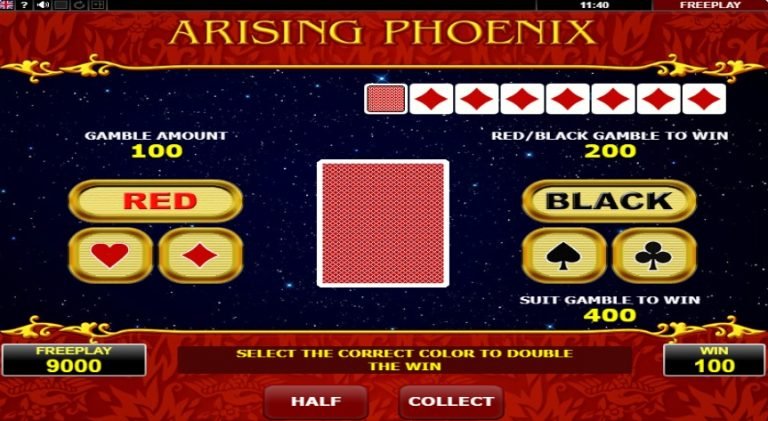 ?
11:40
FREEPLAY
ARISING PHOENIX
GAMBLE AMOUNT
100
RED/BLACK GAMBLE TO WIN
200
RED
BLACK
SUIT GAMBLE TO WIN
400
FREEPLAY
9000
SELECT THE CORRECT COLOR TO DOUBLE
THE WIN
WIN
100
HALF
COLLECT